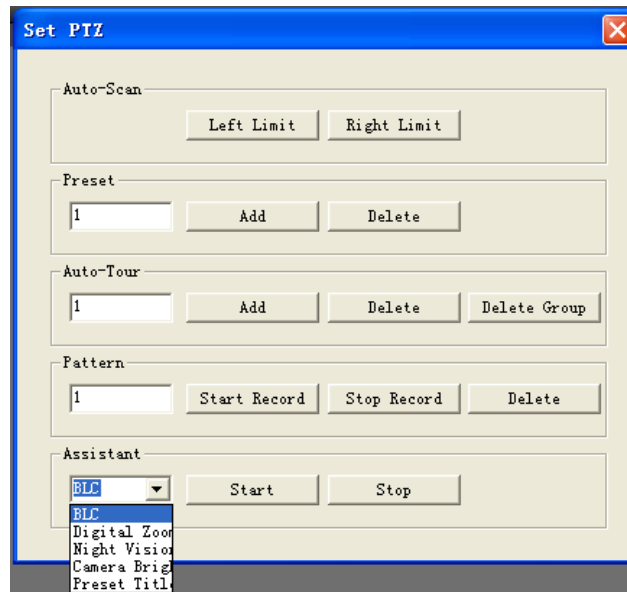 Set PTZ
Auto-Scan
Left Limit Right Limit
Preset
1 Add Delete
Auto-Tour
1 Add Delete Delete Group
Pattern
1 Start Record Stop Record Delete
Assistant
BLC Start Stop
BLC
Digital Zoo
Night Visio
Camera Brig
Preset Titl